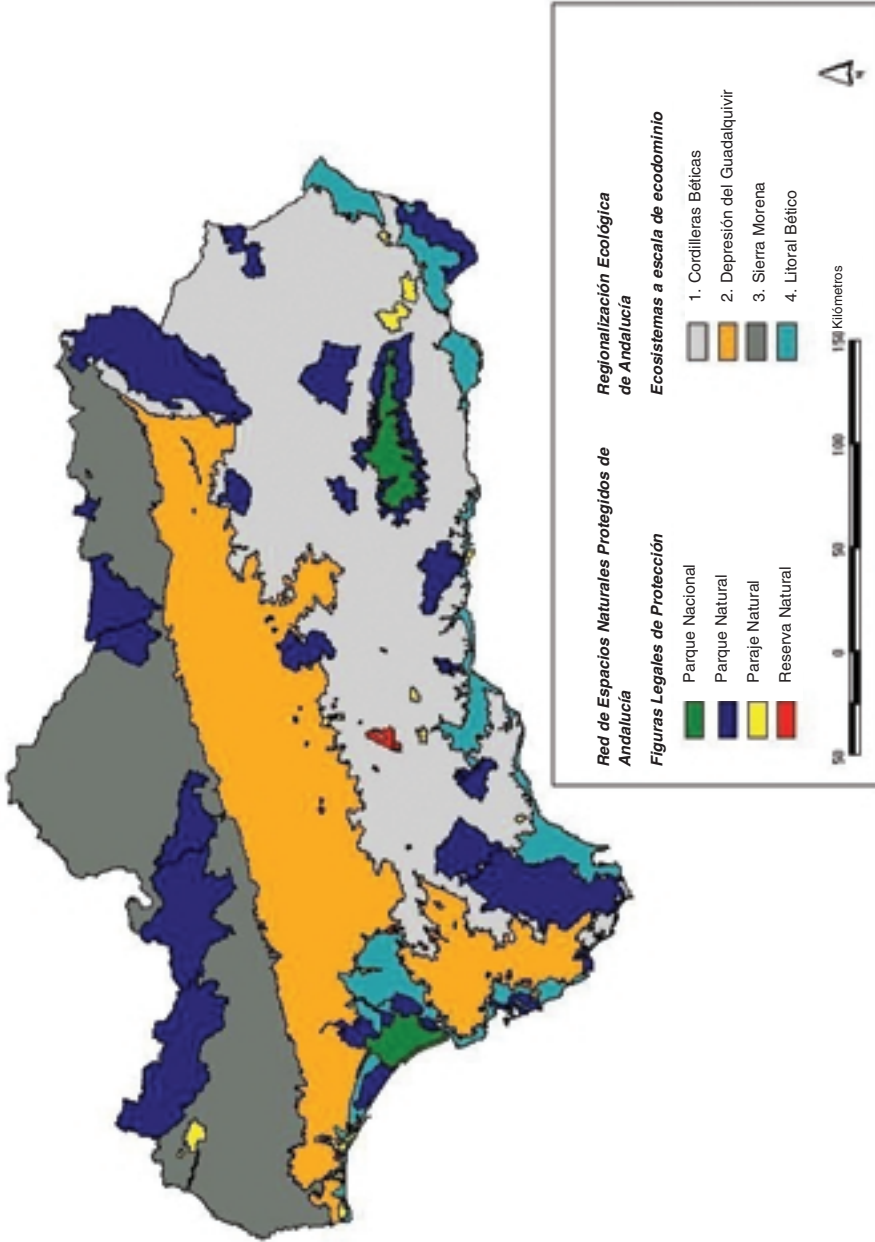 Red de Espacios Naturales Protegidos de
Andalucía
Figuras Legales de Protección
Parque Nacional
Parque Natural
Paraje Natural
Reserva Natural
Regionalización Ecológica
de Andalucía
Ecosistemas a escala de ecodominio
1. Cordilleras Béticas
2. Depresión del Guadalquivir
3. Sierra Morena
4. Litoral Bético
50 0 50 100 150 Kilómetros